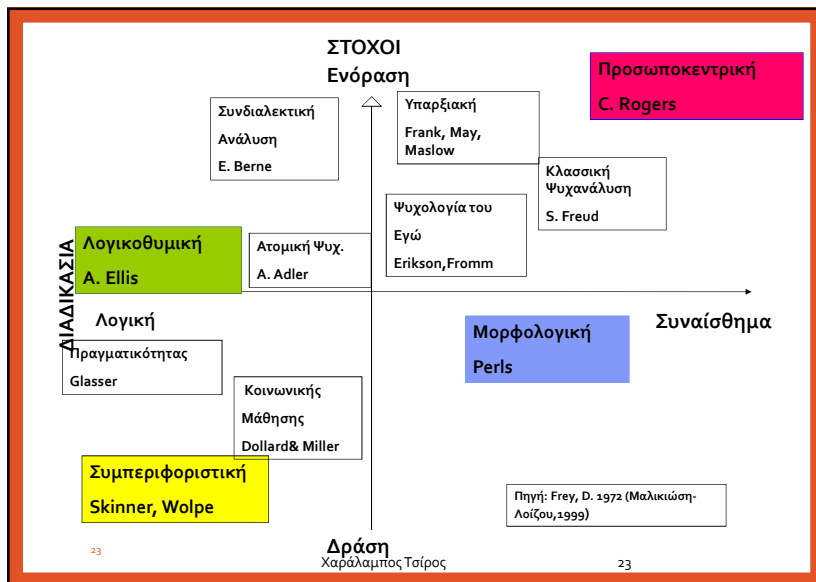 ΣΤΟΧΟΙ
Ενόραση
Προσωποκεντρική
C. Rogers
Συνδιαλεκτική
Ανάλυση
E. Berne
Υπαρξιακή
Frank, May,
Maslow
Κλασσική
Ψυχανάλυση
S. Freud
Ψυχολογία του
Εγώ
Erikson,Fromm
ΔΙΑΔΙΚΑΣΙΑ
Λογικοθυμική
A. Ellis
Ατομική Ψυχ.
A. Adler
Λογική
Συναίσθημα
Μορφολογική
Perls
Πραγματικότητας
Glasser
Κοινωνικής
Μάθησης
Dollard& Miller
Συμπεριφοριστική
Skinner, Wolpe
Πηγή: Frey, D. 1972 (Μαλικιώση-
Λοίζου,1999)
Δράση
23
Χαράλαμπος Τσίρος
23